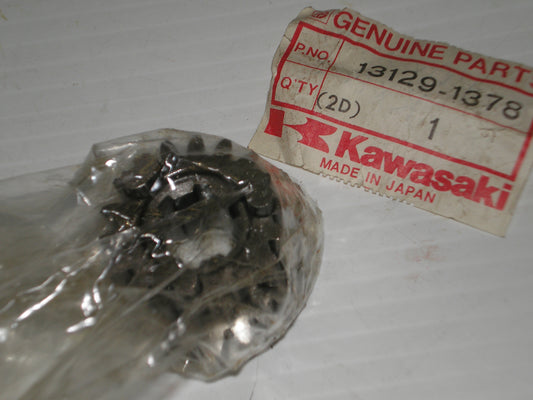 GENUINE PARTS
P.NO. 13129-1378
Q'TY (2D) 1
Kawasaki
MADE IN JAPAN